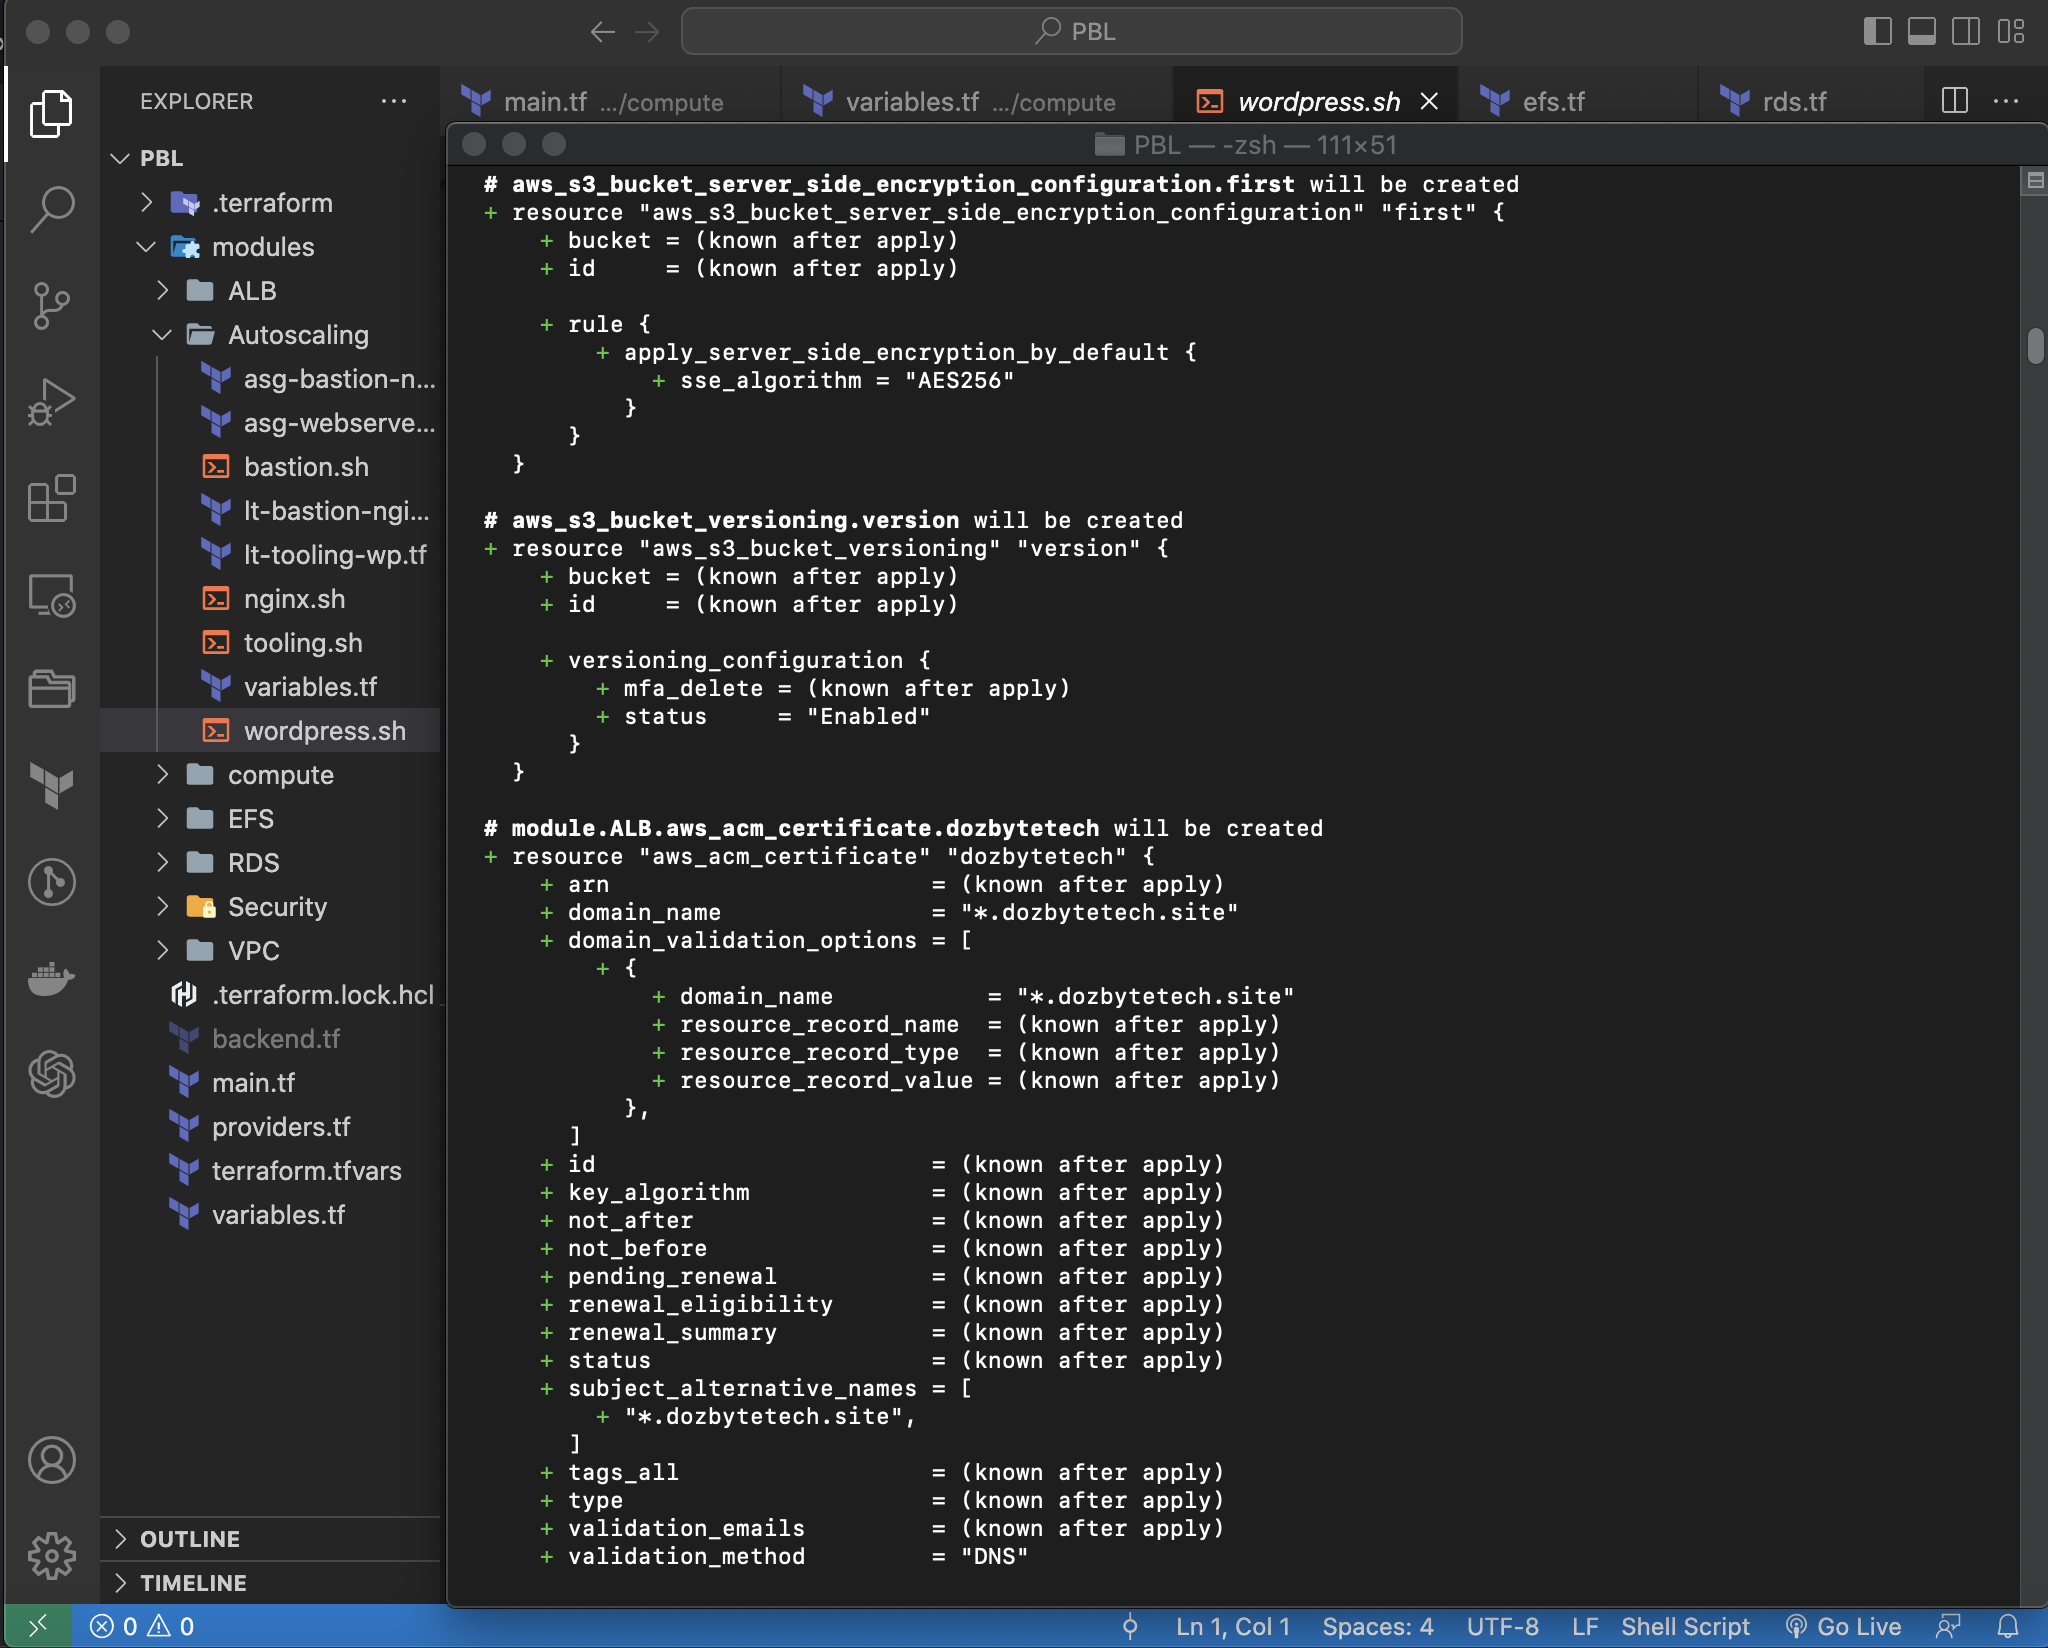 PBL
EXPLORER
main.tf .../compute
variables.tf .../compute
wordpress.sh
efs.tf
rds.tf
PBL
.terraform
modules
ALB
Autoscaling
asg-bastion-n...
asg-webserve...
bastion.sh
lt-bastion-ngi...
lt-tooling-wp.tf
nginx.sh
tooling.sh
variables.tf
wordpress.sh
compute
EFS
RDS
Security
VPC
.terraform.lock.hcl
backend.tf
main.tf
providers.tf
terraform.tfvars
variables.tf
OUTLINE
TIMELINE
PBL — -zsh — 111×51
# aws_s3_bucket_server_side_encryption_configuration.first will be created
+ resource "aws_s3_bucket_server_side_encryption_configuration" "first" {
+ bucket = (known after apply)
+ id     = (known after apply)
+ rule {
+ apply_server_side_encryption_by_default {
+ sse_algorithm = "AES256"
}
}
}
# aws_s3_bucket_versioning.version will be created
+ resource "aws_s3_bucket_versioning" "version" {
+ bucket = (known after apply)
+ id     = (known after apply)
+ versioning_configuration {
+ mfa_delete = (known after apply)
+ status     = "Enabled"
}
}
# module.ALB.aws_acm_certificate.dozbytetech will be created
+ resource "aws_acm_certificate" "dozbytetech" {
+ arn                       = (known after apply)
+ domain_name               = "*.dozbytetech.site"
+ domain_validation_options = [
+ {
+ domain_name           = "*.dozbytetech.site"
+ resource_record_name  = (known after apply)
+ resource_record_type  = (known after apply)
+ resource_record_value = (known after apply)
},
]
+ id                        = (known after apply)
+ key_algorithm             = (known after apply)
+ not_after                 = (known after apply)
+ not_before                = (known after apply)
+ pending_renewal           = (known after apply)
+ renewal_eligibility       = (known after apply)
+ renewal_summary           = (known after apply)
+ status                    = (known after apply)
+ subject_alternative_names = [
+ "*.dozbytetech.site",
]
+ tags_all                  = (known after apply)
+ type                      = (known after apply)
+ validation_emails         = (known after apply)
+ validation_method         = "DNS"
0 0
Ln 1, Col 1
Spaces: 4
UTF-8
LF
Shell Script
Go Live